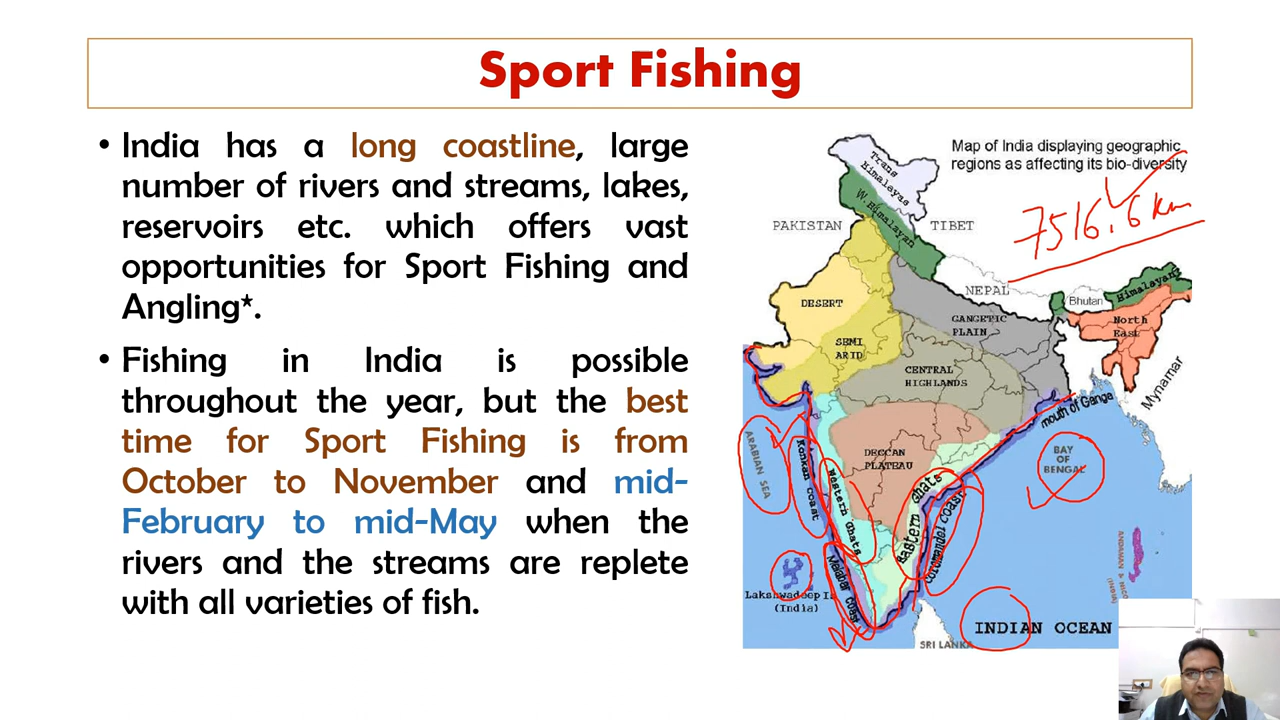 Sport Fishing
• India has a long coastline, large
number of rivers and streams, lakes,
reservoirs etc. which offers vast
opportunities for Sport Fishing and
Angling*.
• Fishing in India is possible
throughout the year, but the best
time for Sport Fishing is from
October to November and mid-
February to mid-May when the
rivers and the streams are replete
with all varieties of fish.
Map of India displaying geographic
regions as affecting its bio-diversity
7516.6 km
Trans
Himalayas
W. Himalayan
PAKISTAN
TIBET
NEPAL
Bhutan
Himalayan
North
East
DESERT
GANGETIC
PLAIN
SEMI
ARID
CENTRAL
HIGHLANDS
Mynamar
mouth of Ganga
ARABIAN SEA
Konkan coast
Western Ghats
DECCAN
PLATEAU
BAY
OF
BENGAL
Eastern Ghats
Coromandel Coast
Malabar Coast
Lakshwadeep I
(India)
ANDAMAN &
INDIAN OCEAN
SRI LANKA